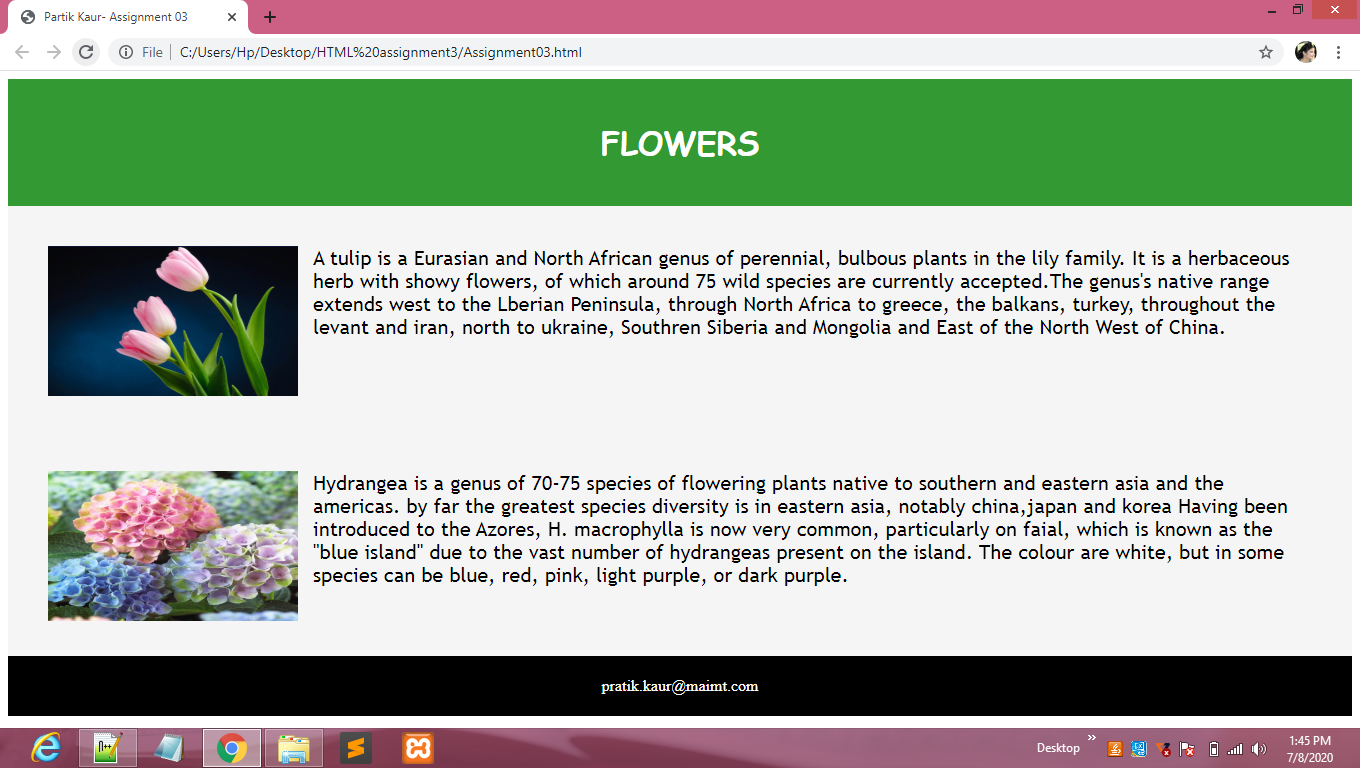 Partik Kaur- Assignment 03
File
C:/Users/Hp/Desktop/HTML%20assignment3/Assignment03.html
FLOWERS
A tulip is a Eurasian and North African genus of perennial, bulbous plants in the lily family. It is a herbaceous
herb with showy flowers, of which around 75 wild species are currently accepted.The genus's native range
extends west to the Lberian Peninsula, through North Africa to greece, the balkans, turkey, throughout the
levant and iran, north to ukraine, Southren Siberia and Mongolia and East of the North West of China.
Hydrangea is a genus of 70-75 species of flowering plants native to southern and eastern asia and the
americas. by far the greatest species diversity is in eastern asia, notably china,japan and korea Having been
introduced to the Azores, H. macrophylla is now very common, particularly on faial, which is known as the
"blue island" due to the vast number of hydrangeas present on the island. The colour are white, but in some
species can be blue, red, pink, light purple, or dark purple.
pratik.kaur@maimt.com
Desktop
1:45 PM
7/8/2020